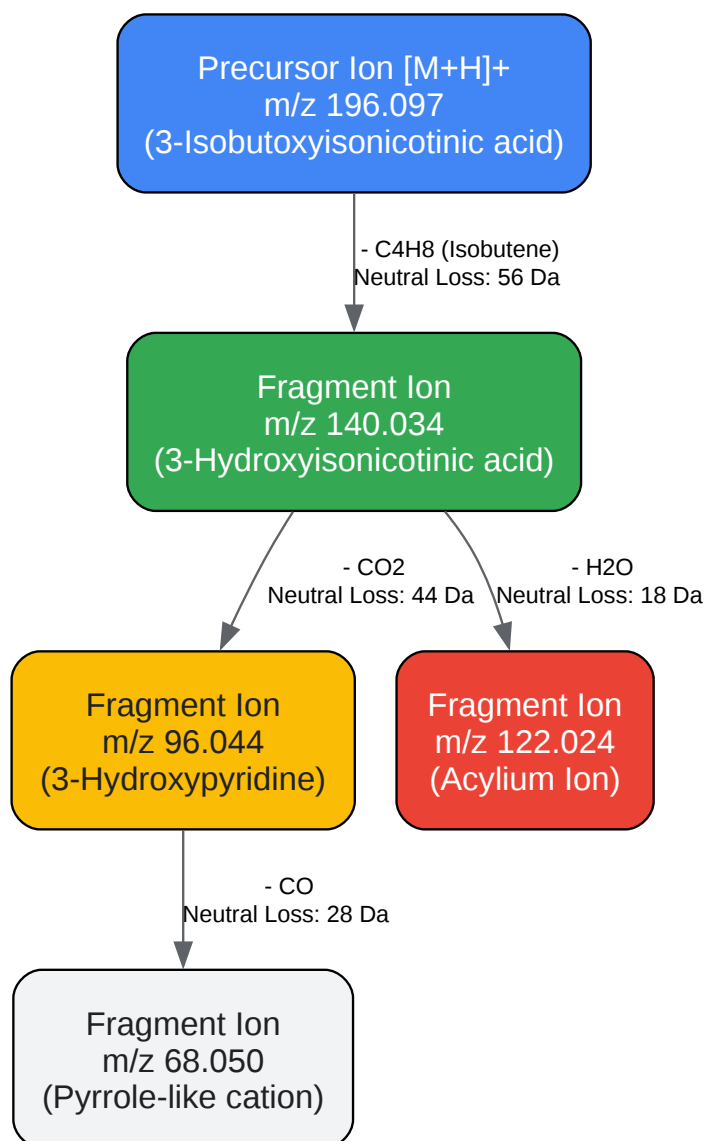 Precursor Ion [M+H]+
m/z 196.097
(3-Isobutoxyisonicotinic acid)
- C4H8 (Isobutene)
Neutral Loss: 56 Da
Fragment Ion
m/z 140.034
(3-Hydroxyisonicotinic acid)
- CO2
Neutral Loss: 44 Da
- H2O
Neutral Loss: 18 Da
Fragment Ion
m/z 96.044
(3-Hydroxypyridine)
Fragment Ion
m/z 122.024
(Acylium Ion)
- CO
Neutral Loss: 28 Da
Fragment Ion
m/z 68.050
(Pyrrole-like cation)